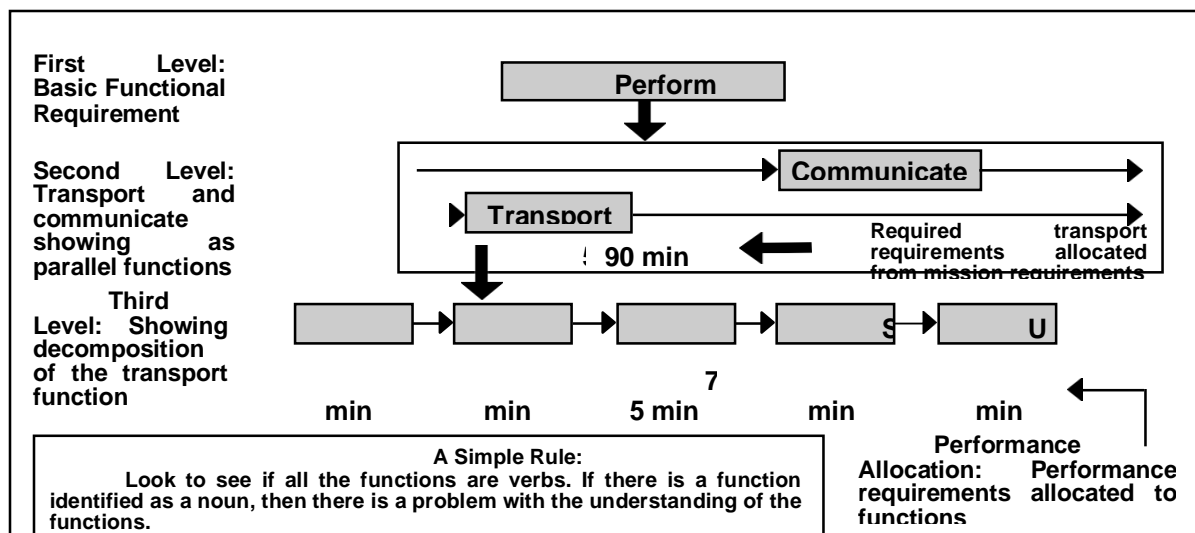 First Level:
Basic Functional
Requirement
Perform
Second Level:
Transport and
communicate
showing as
parallel functions
Communicate
Transport
90 min
Required transport
requirements allocated
from mission requirements
Third
Level: Showing
decomposition
of the transport
function
S
U
7
min
min
5 min
min
min
A Simple Rule:
Look to see if all the functions are verbs. If there is a function
identified as a noun, then there is a problem with the understanding of the
functions.
Performance
Allocation: Performance
requirements allocated to
functions